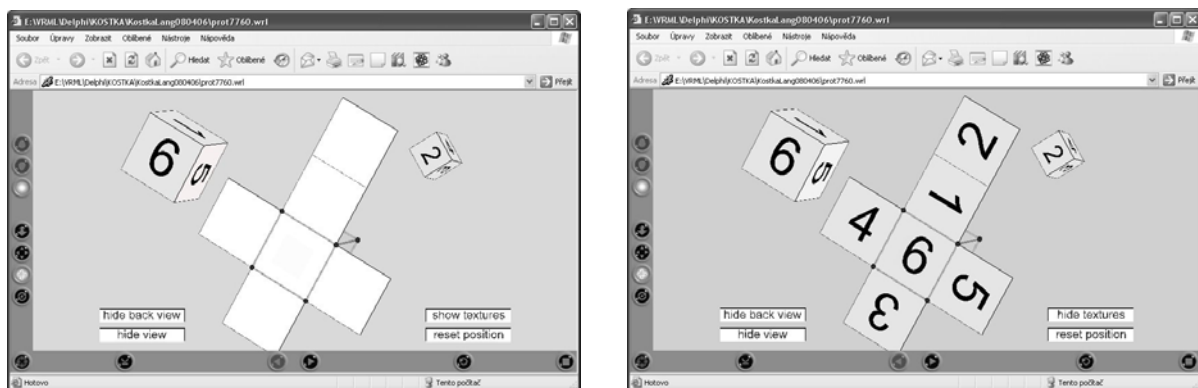 E:\VRML\Delphi\KOSTKA\KostkaLang080406\prot7760.wrl
Soubor Úpravy Zobrazit Oblíbené Nástroje Nápověda
Zpět Hledat Oblíbené
Adresa E:\VRML\Delphi\KOSTKA\KostkaLang080406\prot7760.wrl Přejít
1
6 5
2
hide back view show textures
hide view reset position
Hotovo Tento počítač
E:\VRML\Delphi\KOSTKA\KostkaLang080406\prot7760.wrl
Soubor Úpravy Zobrazit Oblíbené Nástroje Nápověda
Zpět Hledat Oblíbené
Adresa E:\VRML\Delphi\KOSTKA\KostkaLang080406\prot7760.wrl Přejít
1
6 5
2
2
1
4 6 5
3
hide back view hide textures
hide view reset position
Hotovo Tento počítač